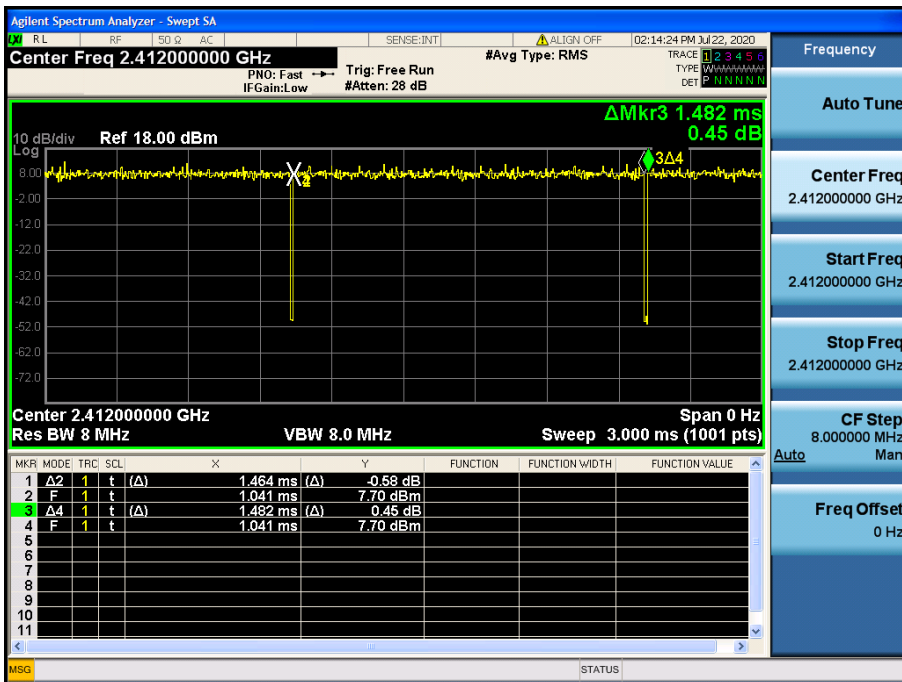 Agilent Spectrum Analyzer - Swept SA
LXI RL RF 50 Ω AC SENSE:INT ALIGN OFF 02:14:24 PM Jul 22, 2020
Center Freq 2.412000000 GHz #Avg Type: RMS TRACE 1 2 3 4 5 6
PNO: Fast Trig: Free Run TYPE WWWWWW
IFGain:Low #Atten: 28 dB DET P N N N N N
ΔMkr3 1.482 ms
0.45 dB
10 dB/div Ref 18.00 dBm
Log
3Δ4
8.00
-2.00
-12.0
-22.0
-32.0
-42.0
-52.0
-62.0
-72.0
Center 2.412000000 GHz Span 0 Hz
Res BW 8 MHz VBW 8.0 MHz Sweep 3.000 ms (1001 pts)
MKR MODE TRC SCL X Y FUNCTION FUNCTION WIDTH FUNCTION VALUE
1 Δ2 1 t (Δ) 1.464 ms (Δ) -0.58 dB
2 F 1 t 1.041 ms 7.70 dBm
3 Δ4 1 t (Δ) 1.482 ms (Δ) 0.45 dB
4 F 1 t 1.041 ms 7.70 dBm
5
6
7
8
9
10
11
MSG STATUS
Frequency
Auto Tune
Center Freq
2.412000000 GHz
Start Freq
2.412000000 GHz
Stop Freq
2.412000000 GHz
CF Step
8.000000 MHz
Auto Man
Freq Offset
0 Hz